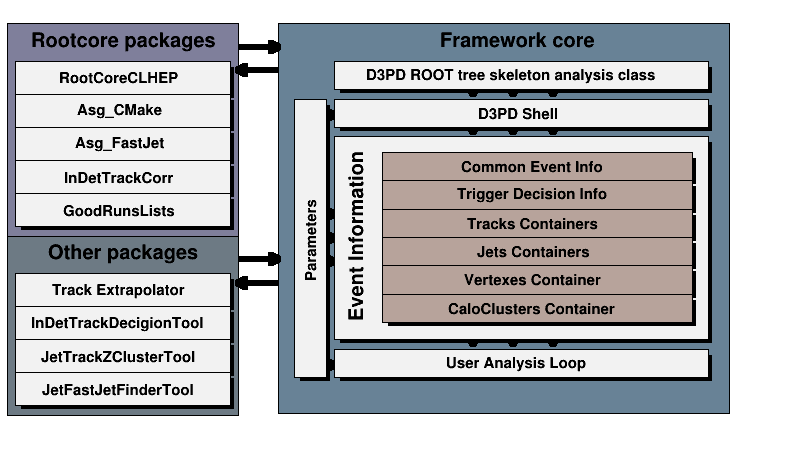 Rootcore packages
RootCoreCLHEP
Asg_CMake
Asg_FastJet
InDetTrackCorr
GoodRunsLists
Other packages
Track Extrapolator
InDetTrackDecigionTool
JetTrackZClusterTool
JetFastJetFinderTool
Framework core
D3PD ROOT tree skeleton analysis class
D3PD Shell
Parameters
Event Information
Common Event Info
Trigger Decision Info
Tracks Containers
Jets Containers
Vertexes Container
CaloClusters Container
User Analysis Loop